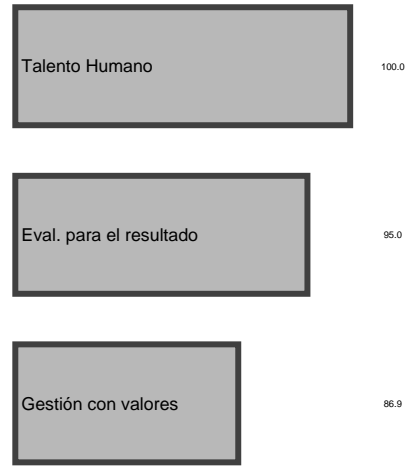 Talento Humano 100.0
Eval. para el resultado 95.0
Gestión con valores 86.9